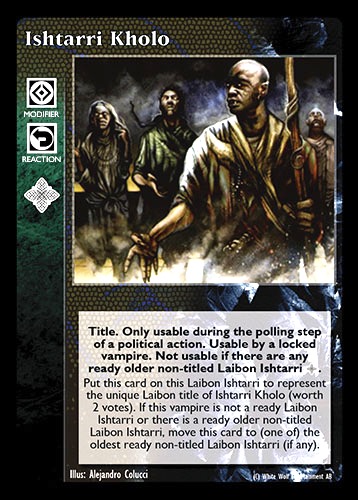 Ishtarri Kholo
MODIFIER
REACTION
Title. Only usable during the polling step
of a political action. Usable by a locked
vampire. Not usable if there are any
ready older non-titled Laibon Ishtarri .
Put this card on this Laibon Ishtarri to represent
the unique Laibon title of Ishtarri Kholo (worth
2 votes). If this vampire is not a ready Laibon
Ishtarri or there is a ready older non-titled
Laibon Ishtarri, move this card to (one of) the
oldest ready non-titled Laibon Ishtarri (if any).
Illus: Alejandro Colucci
(C) White Wolf Entertainment AB